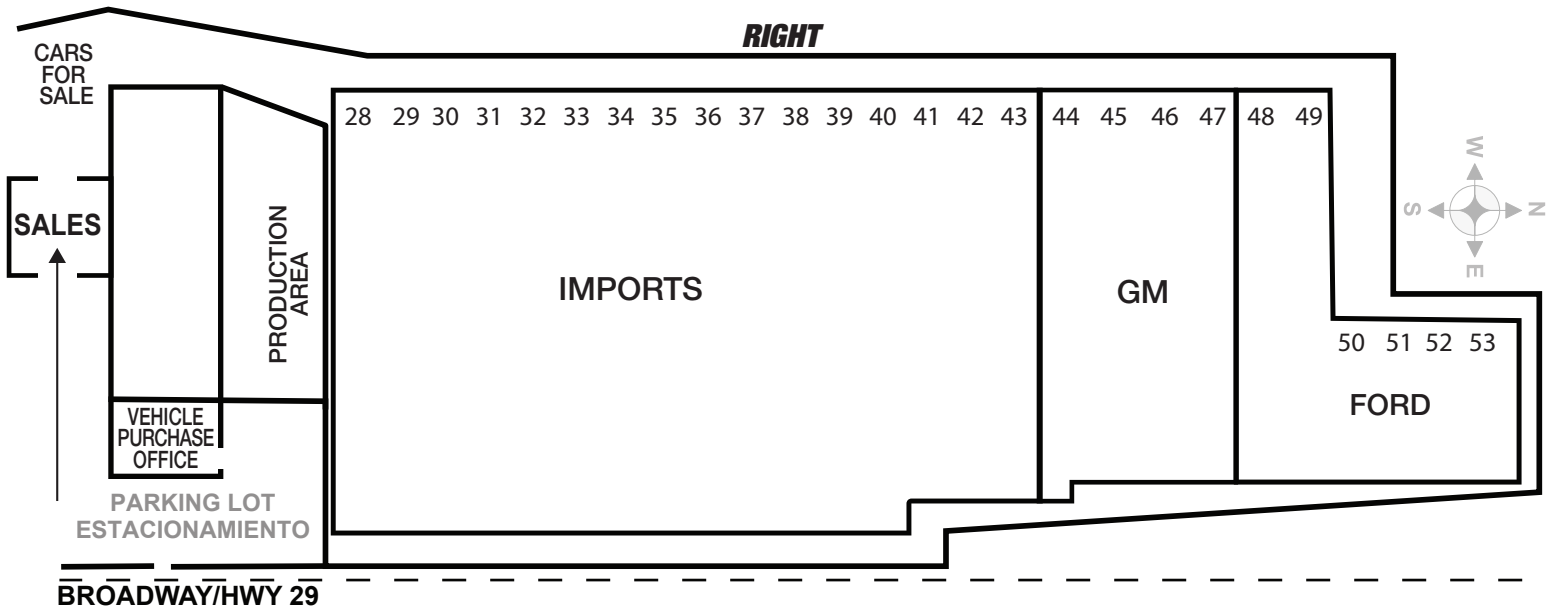 RIGHT
CARS
FOR
SALE
28 29 30 31 32 33 34 35 36 37 38 39 40 41 42 43 44 45 46 47 48 49
W
S N
E
SALES
PRODUCTION
AREA
IMPORTS
GM
50 51 52 53
FORD
VEHICLE
PURCHASE
OFFICE
PARKING LOT
ESTACIONAMIENTO
BROADWAY/HWY 29